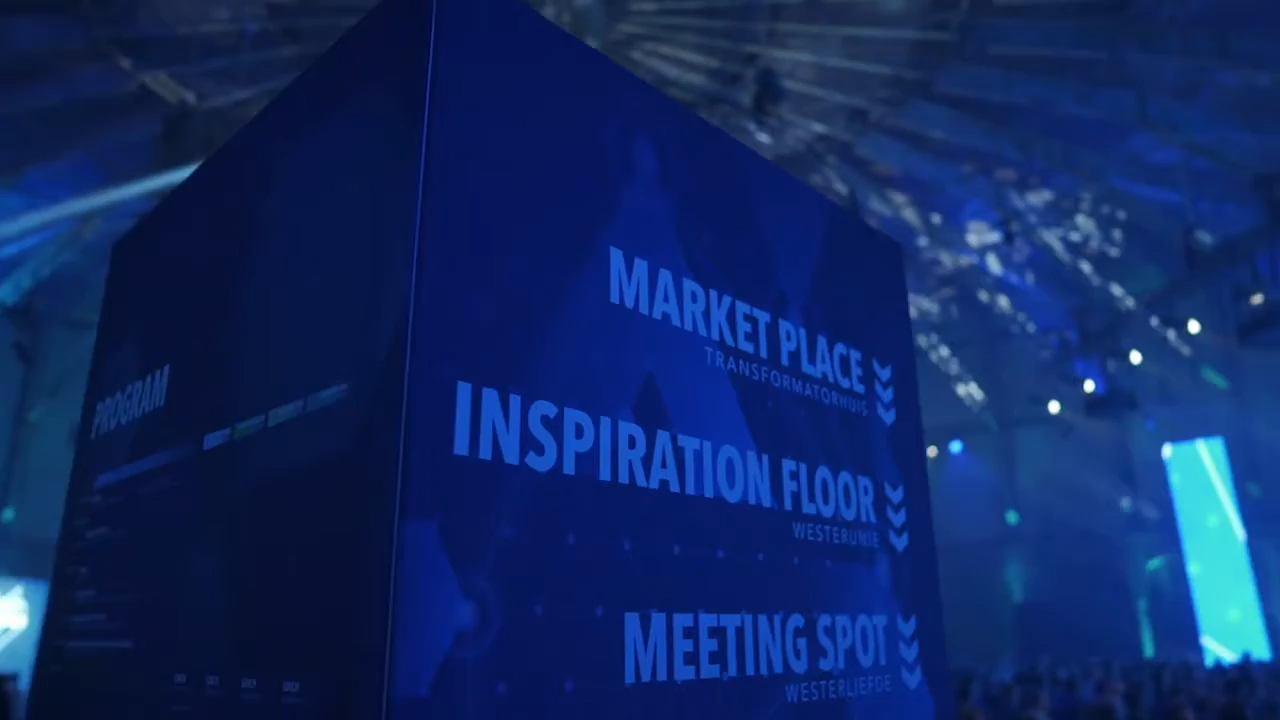 PROGRAM
MARKET PLACE
TRANSFORMATORHUIS
INSPIRATION FLOOR
WESTERUNIE
MEETING SPOT
WESTERLIEFDE